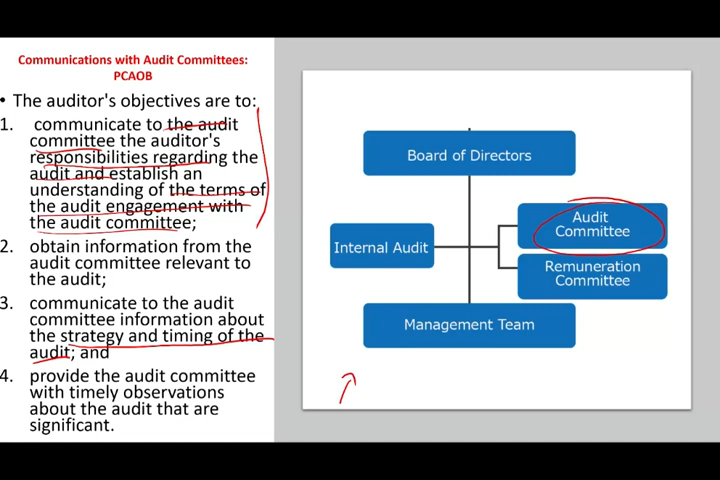 Communications with Audit Committees:
PCAOB
• The auditor's objectives are to:
1. communicate to the audit
committee the auditor's
responsibilities regarding the
audit and establish an
understanding of the terms of
the audit engagement with
the audit committee;
2. obtain information from the
audit committee relevant to
the audit;
3. communicate to the audit
committee information about
the strategy and timing of the
audit; and
4. provide the audit committee
with timely observations
about the audit that are
significant.
Board of Directors
Audit
Committee
Internal Audit
Remuneration
Committee
Management Team